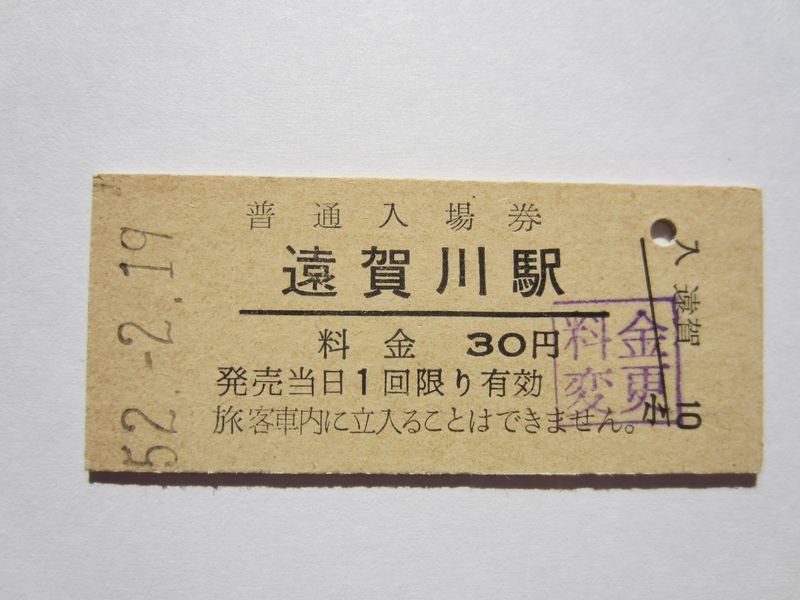 52.-2.19
普通入場券
遠賀川駅
料金 30円
発売当日1回限り有効
旅客車内に立入ることはできません。
料金
変更
入 遠賀
10